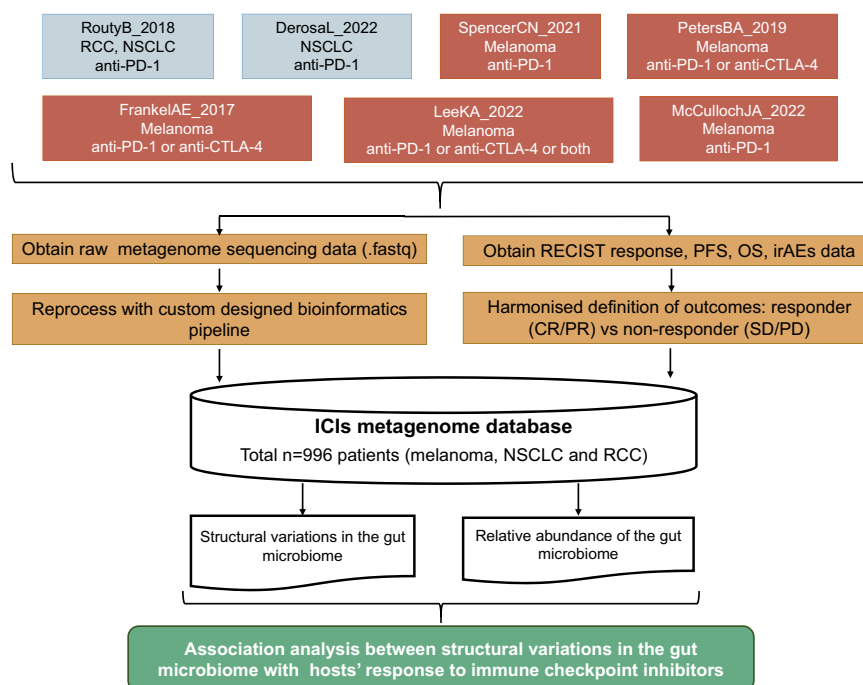 RoutyB_2018
RCC, NSCLC
anti-PD-1
DerosaL_2022
NSCLC
anti-PD-1
SpencerCN_2021
Melanoma
anti-PD-1
PetersBA_2019
Melanoma
anti-PD-1 or anti-CTLA-4
FrankelAE_2017
Melanoma
anti-PD-1 or anti-CTLA-4
LeeKA_2022
Melanoma
anti-PD-1 or anti-CTLA-4 or both
McCullochJA_2022
Melanoma
anti-PD-1
Obtain raw metagenome sequencing data (.fastq)
Obtain RECIST response, PFS, OS, irAEs data
Reprocess with custom designed bioinformatics
pipeline
Harmonised definition of outcomes: responder
(CR/PR) vs non-responder (SD/PD)
ICIs metagenome database
Total n=996 patients (melanoma, NSCLC and RCC)
Structural variations in the gut
microbiome
Relative abundance of the gut
microbiome
Association analysis between structural variations in the gut
microbiome with hosts' response to immune checkpoint inhibitors